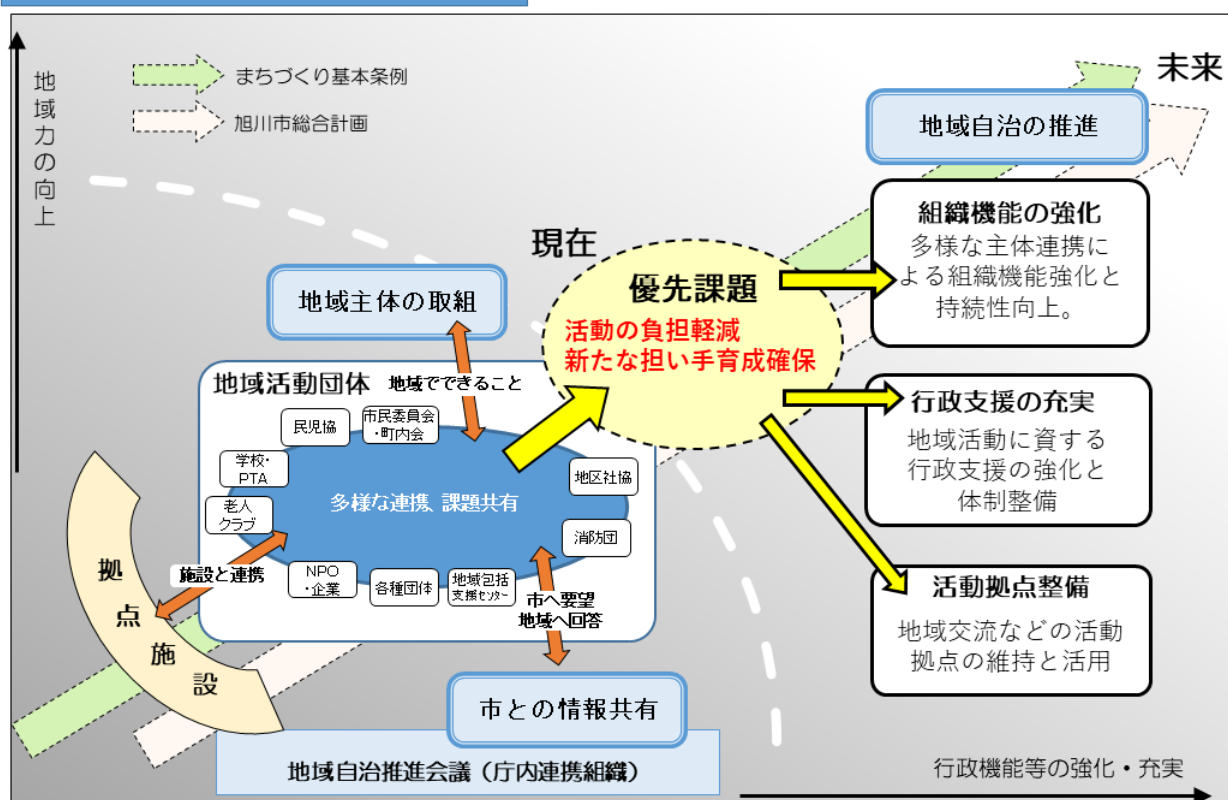 地域力の向上
まちづくり基本条例
旭川市総合計画
未来
地域自治の推進
組織機能の強化
多様な主体連携に
よる組織機能強化と
持続性向上。
現在
優先課題
活動の負担軽減
新たな担い手育成確保
地域主体の取組
地域活動団体
地域でできること
民児協
市民委員会
・町内会
学校・
PTA
地区社協
老人
クラブ
多様な連携、課題共有
消防団
施設と連携
NPO
・企業
各種団体
地域包括
支援センター
市へ要望
地域へ回答
行政支援の充実
地域活動に資する
行政支援の強化と
体制整備
拠点施設
活動拠点整備
地域交流などの活動
拠点の維持と活用
市との情報共有
地域自治推進会議（庁内連携組織）
行政機能等の強化・充実